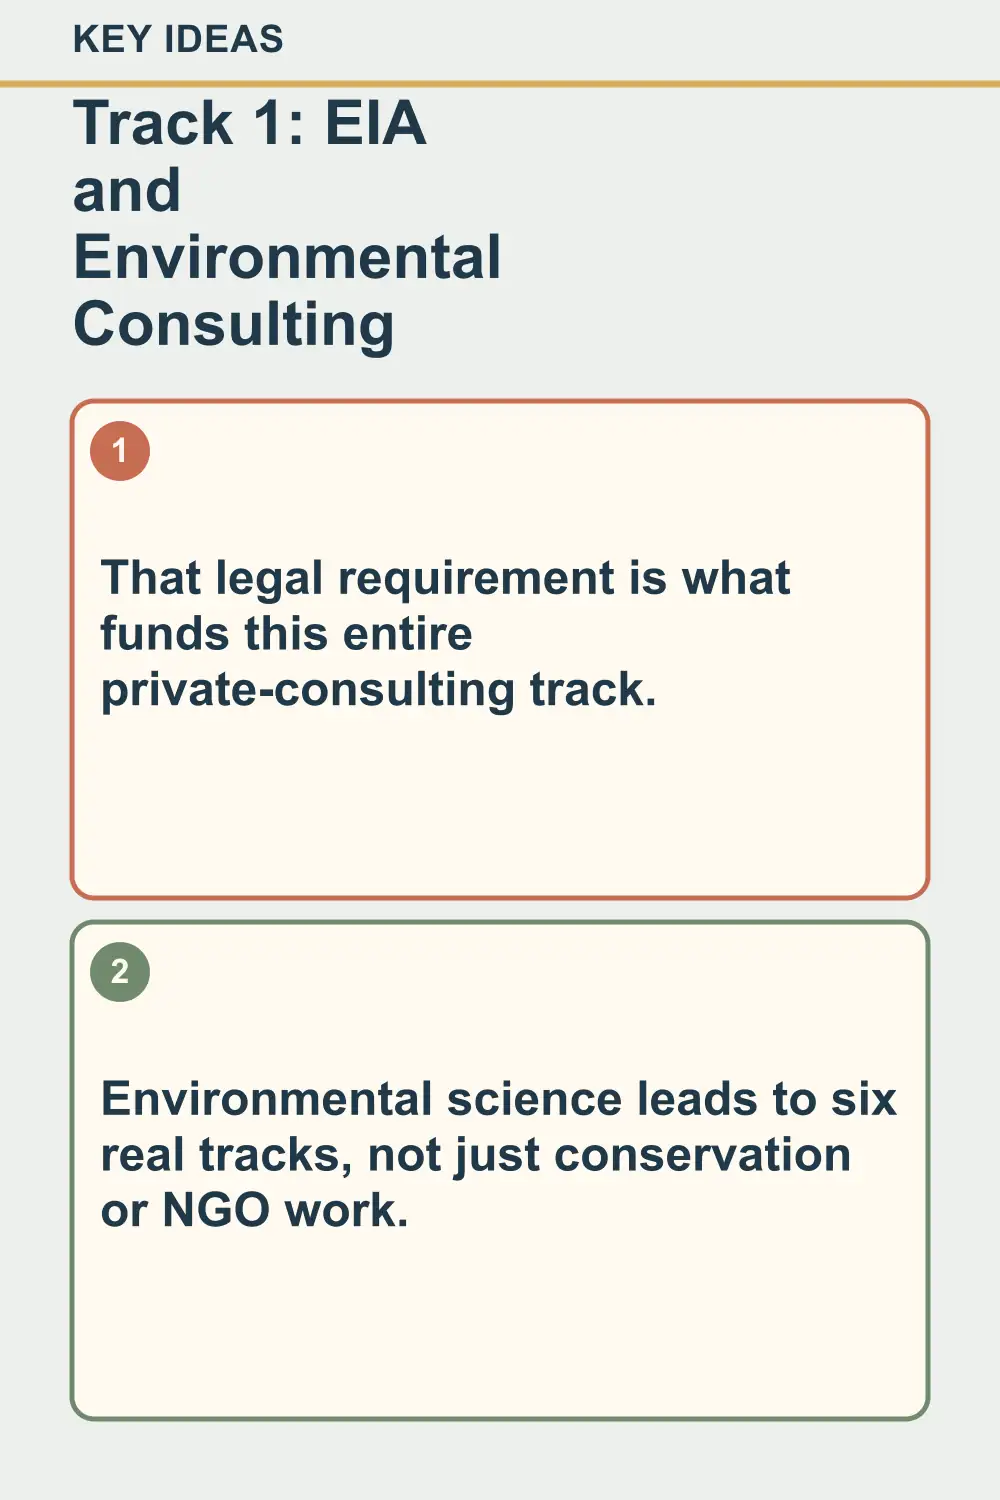 KEY IDEAS
Track 1: EIA
and
Environmental
Consulting
1
That legal requirement is what
funds this entire
private-consulting track.
2
Environmental science leads to six
real tracks, not just conservation
or NGO work.